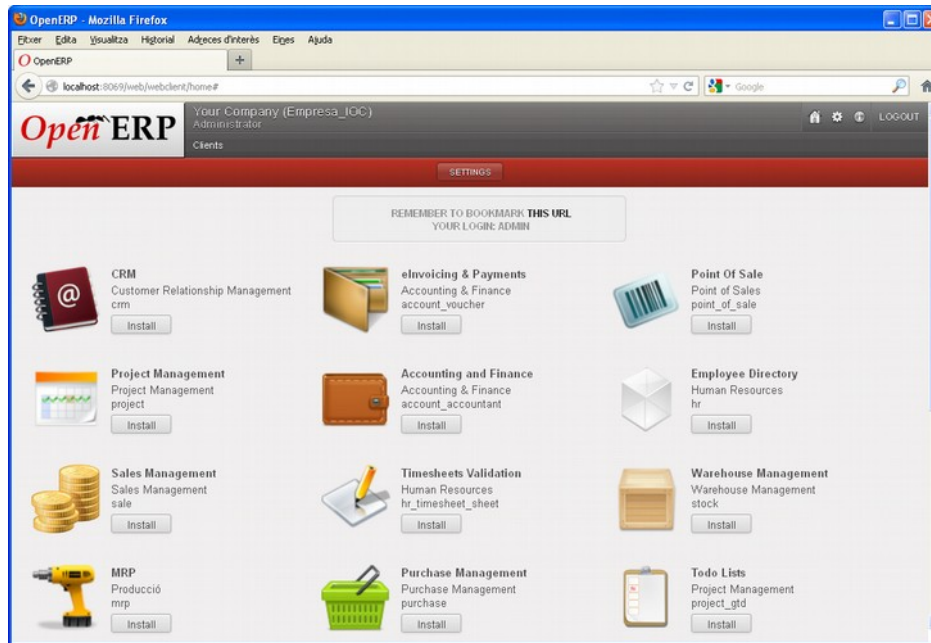 OpenERP - Mozilla Firefox
Fitxer Edita Visualitza Historial Adreces d'interès Eines Ajuda
OpenERP
localhost:8069/web/webclient/home#
Google
Open ERP
Your Company (Empresa_IOC)
Administrator
Clients
LOGOUT
SETTINGS
REMEMBER TO BOOKMARK THIS URL
YOUR LOGIN: ADMIN
CRM
Customer Relationship Management
crm
Install
eInvoicing & Payments
Accounting & Finance
account_voucher
Install
Point Of Sale
Point of Sales
point_of_sale
Install
Project Management
Project Management
project
Install
Accounting and Finance
Accounting & Finance
account_accountant
Install
Employee Directory
Human Resources
hr
Install
Sales Management
Sales Management
sale
Install
Timesheets Validation
Human Resources
hr_timesheet_sheet
Install
Warehouse Management
Warehouse Management
stock
Install
MRP
Producció
mrp
Install
Purchase Management
Purchase Management
purchase
Install
Todo Lists
Project Management
project_gtd
Install